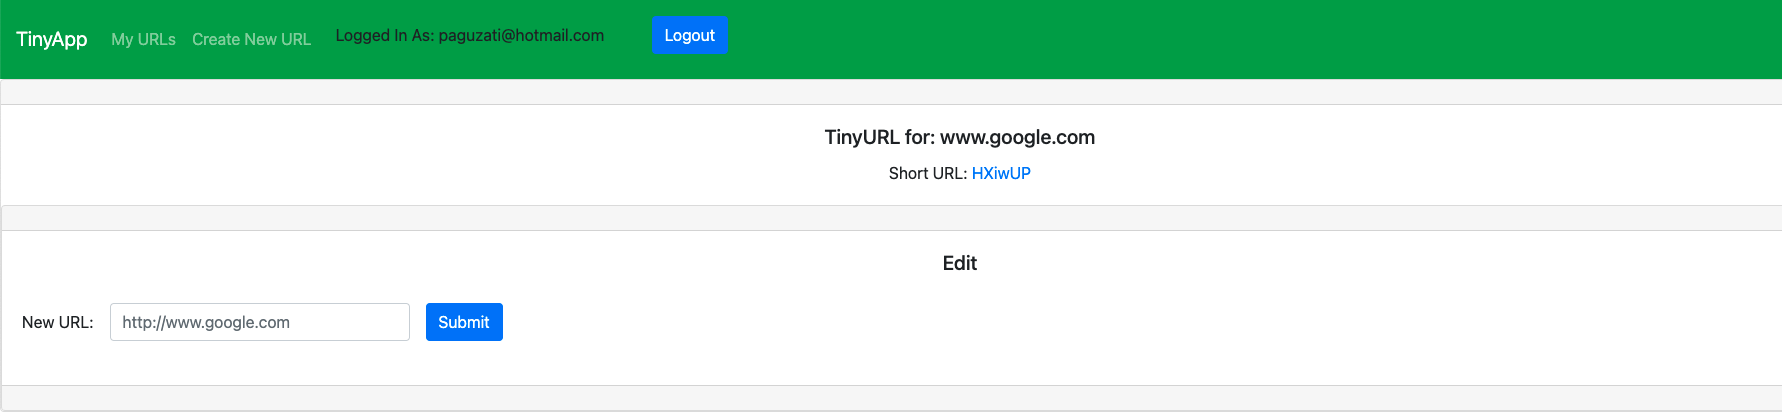 TinyApp My URLs Create New URL Logged In As: paguzati@hotmail.com Logout
TinyURL for: www.google.com
Short URL: HXiwUP
Edit
New URL: http://www.google.com Submit